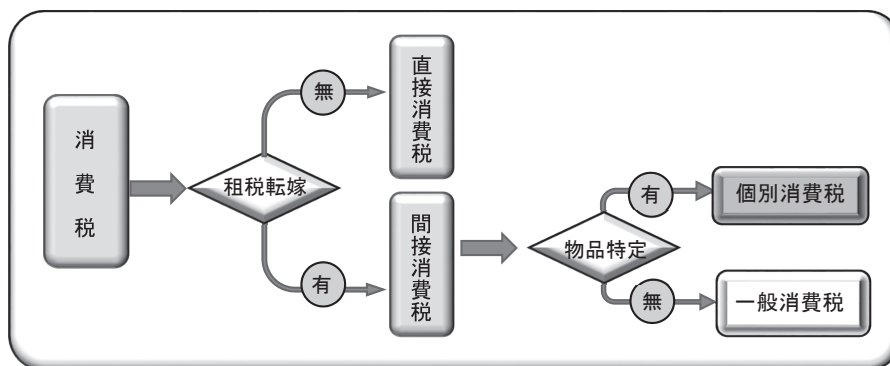 消費税
租税転嫁
無
直接消費税
有
間接消費税
物品特定
有
個別消費税
無
一般消費税